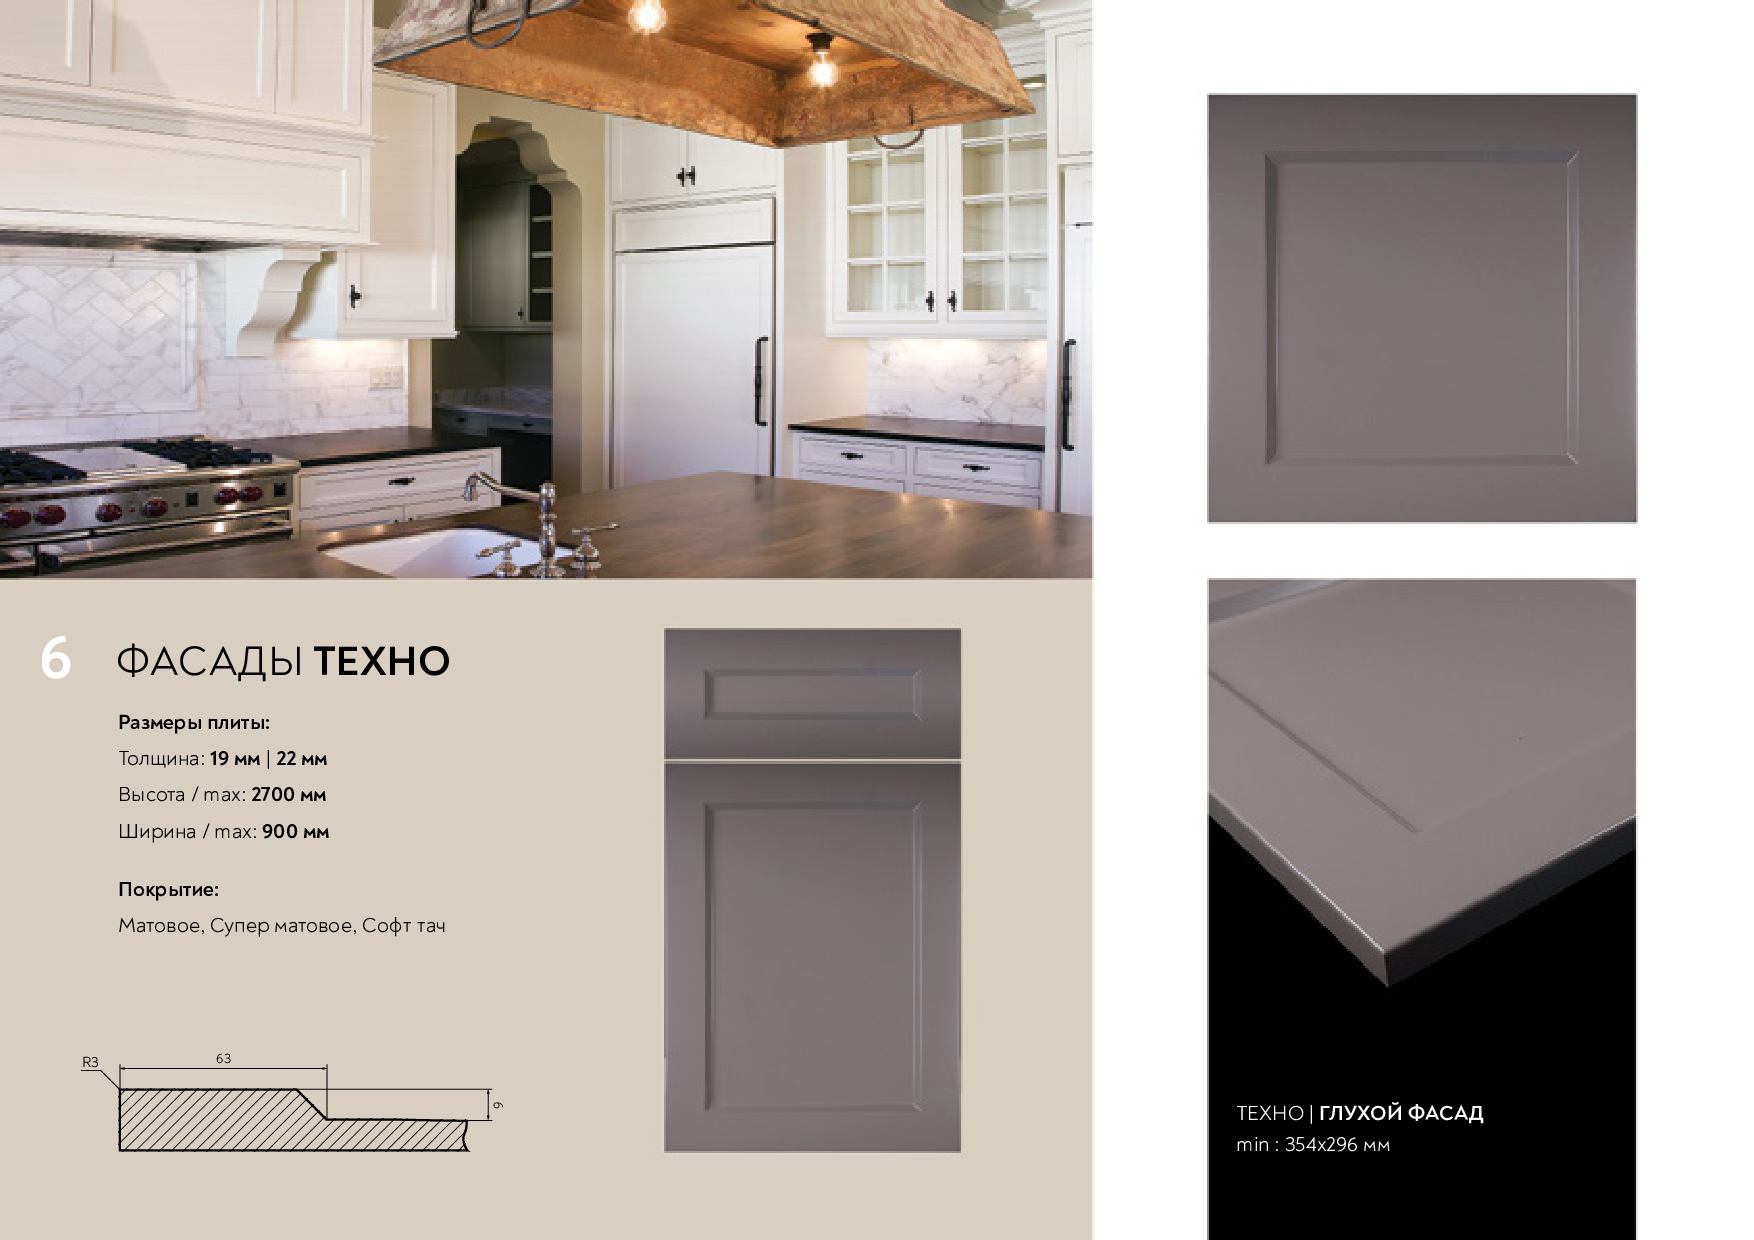 6 ФАСАДЫ ТЕХНО
Размеры плиты:
Толщина: 19 мм | 22 мм
Высота / max: 2700 мм
Ширина / max: 900 мм
Покрытие:
Матовое, Супер матовое, Софт тач
R3
63
9
ТЕХНО | ГЛУХОЙ ФАСАД
min : 354x296 мм